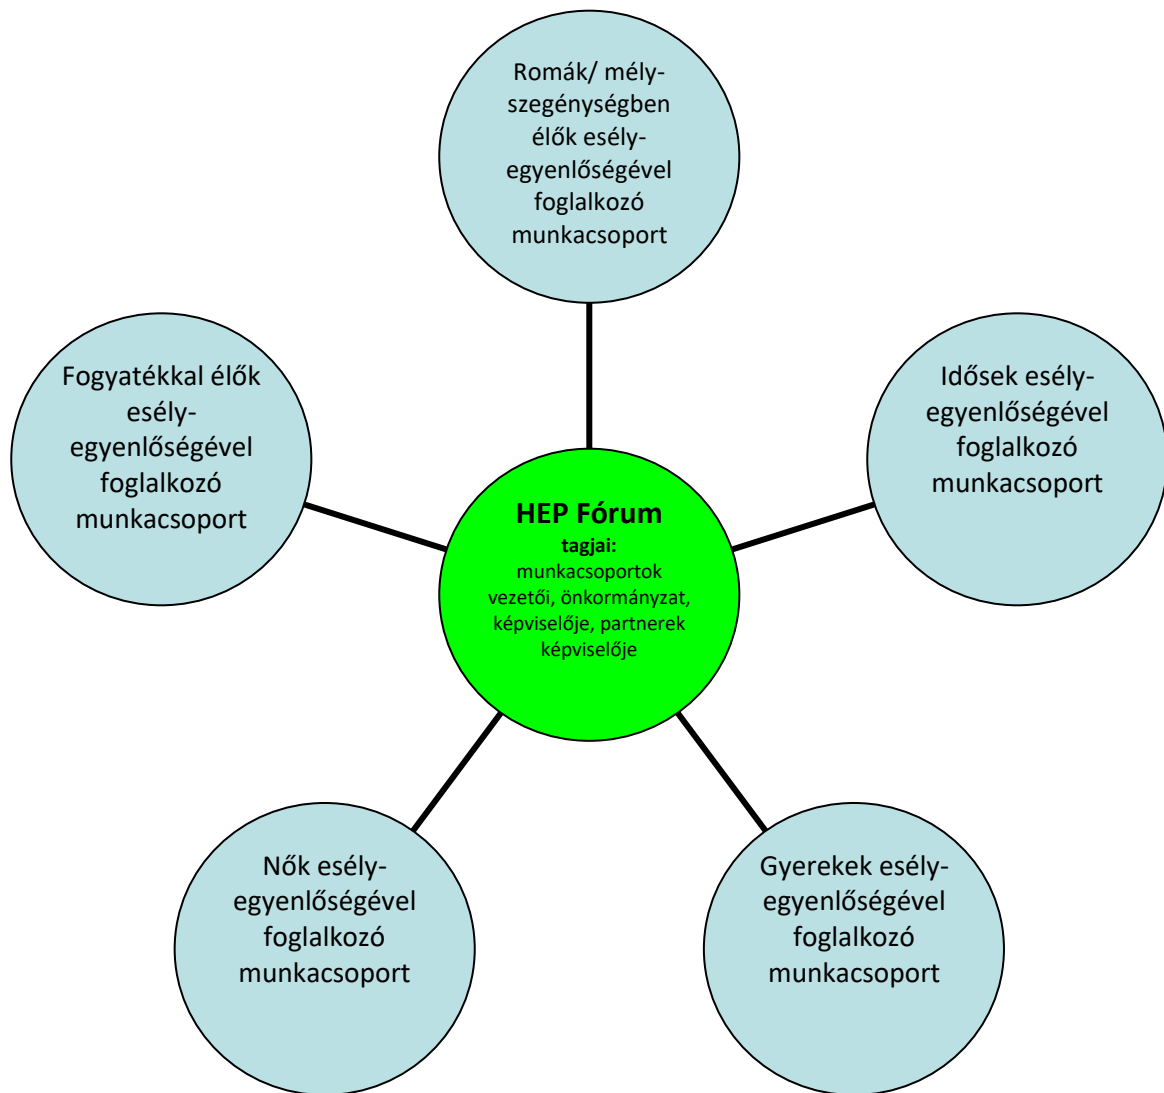 Romák/ mély-
szegénységben
élők esély-
egyenlőségével
foglalkozó
munkacsoport
Fogyatékkal élők
esély-
egyenlőségével
foglalkozó
munkacsoport
Idősek esély-
egyenlőségével
foglalkozó
munkacsoport
HEP Fórum
tagjai:
munkacsoportok
vezetői, önkormányzat,
képviselője, partnerek
képviselője
Nők esély-
egyenlőségével
foglalkozó
munkacsoport
Gyerekek esély-
egyenlőségével
foglalkozó
munkacsoport